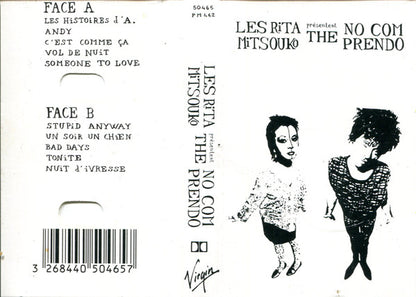 FACE A
LES HiSTOiRES d'A.
ANDY
C'EST COMME ÇA
VOL DE NUiT
SOMEONE TO LOVE
FACE B
STUPiD ANYWAY
UN SOiR UN CHiEN
BAD DAYS
TONiTE
NUiT d'iVRESSE
3 268440 504657
50465
PM 462
LES RiTA MiTSOUKO présentent THE NO COM PRENDO
Virgin
LES RiTA présentent NO COM
MiTSOUKO THE PRENDO